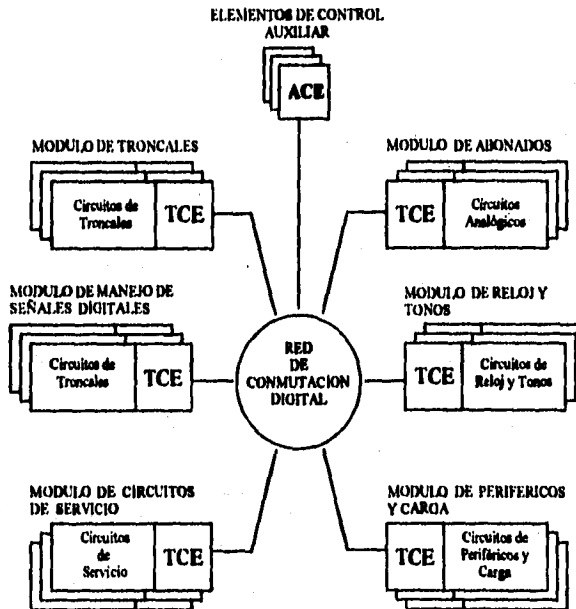 ELEMENTOS DE CONTROL
AUXILIAR
ACE
MODULO DE TRONCALES
Circuitos de
Troncales
TCE
MODULO DE ABONADOS
TCE
Circuitos
Analógicos
MODULO DE MANEJO DE
SEÑALES DIGITALES
Circuitos de
Troncales
TCE
RED
DE
CONMUTACION
DIGITAL
MODULO DE RELOJ Y
TONOS
TCE
Circuitos de
Reloj y Tonos
MODULO DE CIRCUITOS
DE SERVICIO
Circuitos
de
Servicio
TCE
MODULO DE PERIFERICOS
Y CARGA
TCE
Circuitos de
Periféricos y
Carga